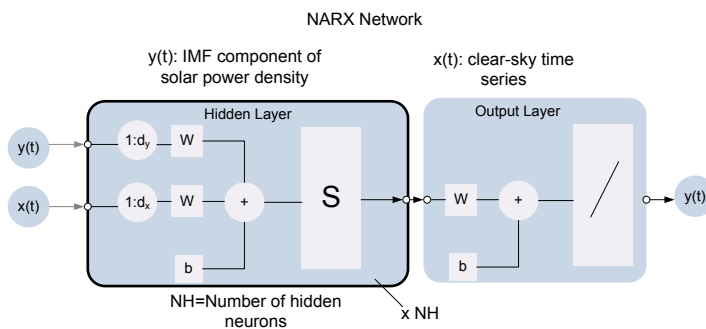 NARX Network
y(t): IMF component of
solar power density
x(t): clear-sky time
series
Hidden Layer
Output Layer
y(t)
1:dy
W
x(t)
1:dx
W
+
S
b
W
+
b
y(t)
NH=Number of hidden
neurons
x NH